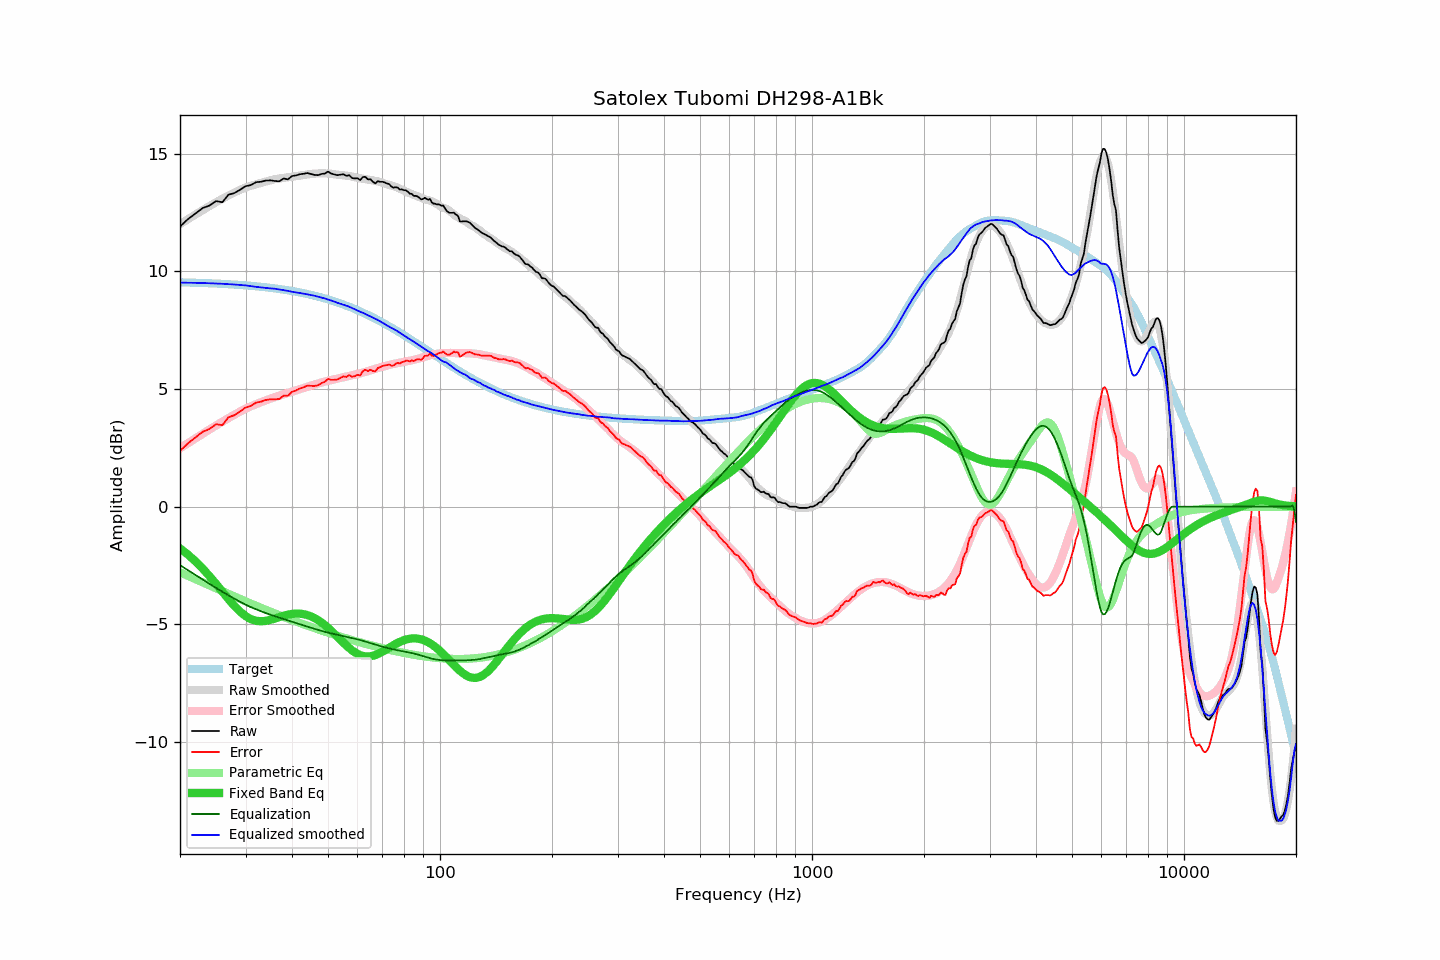 Satolex Tubomi DH298-A1Bk
15
10
5
0
−5
−10
Amplitude (dBr)
Target
Raw Smoothed
Error Smoothed
Raw
Error
Parametric Eq
Fixed Band Eq
Equalization
Equalized smoothed
100
1000
10000
Frequency (Hz)